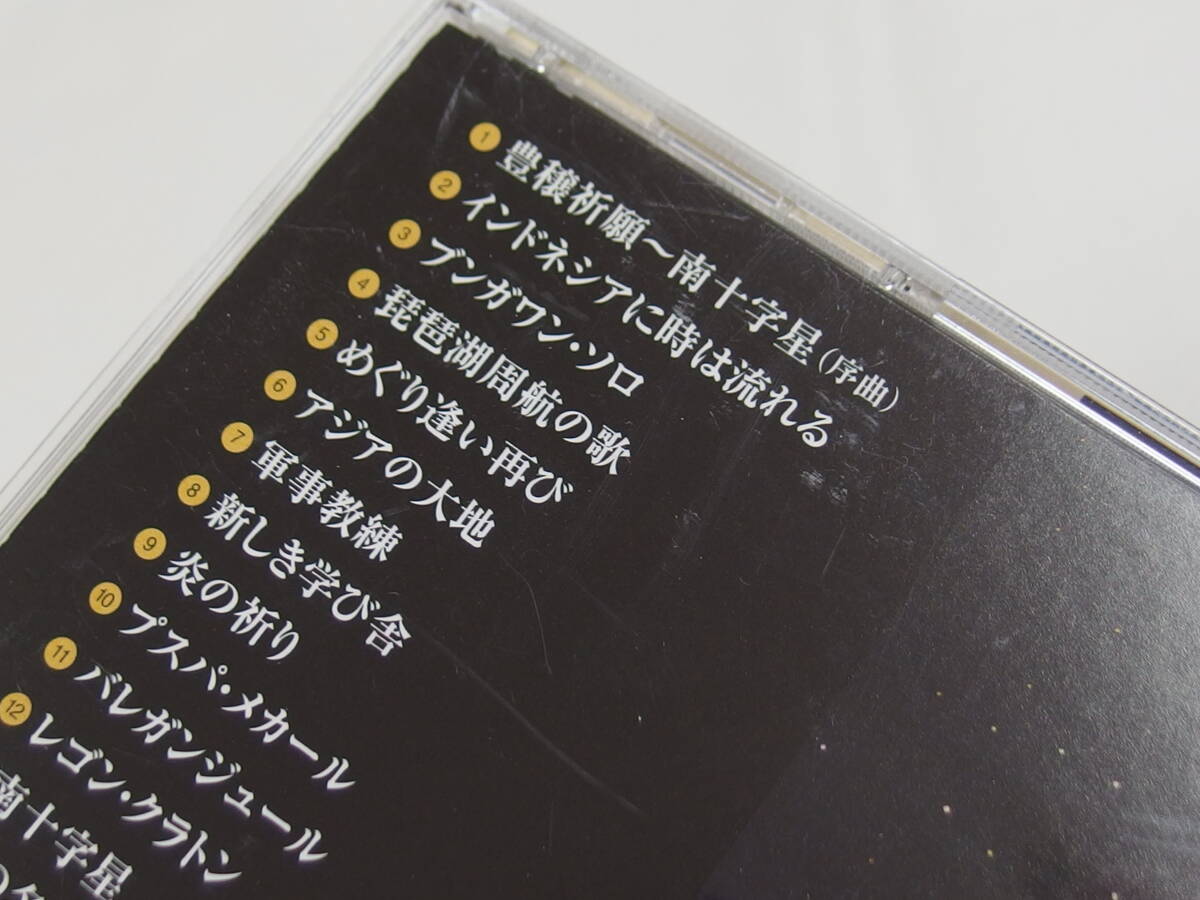 1 豊穣祈願～南十字星（序曲）
2 インドネシアに時は流れる
3 ブンガワン・ソロ
4 琵琶湖周航の歌
5 めぐり逢い再び
6 アジアの大地
7 軍事教練
8 新しき学び舎
9 炎の祈り
10 プスパ・メカール
11 バレガンジュール
12 レゴン・クラトン
南十字星